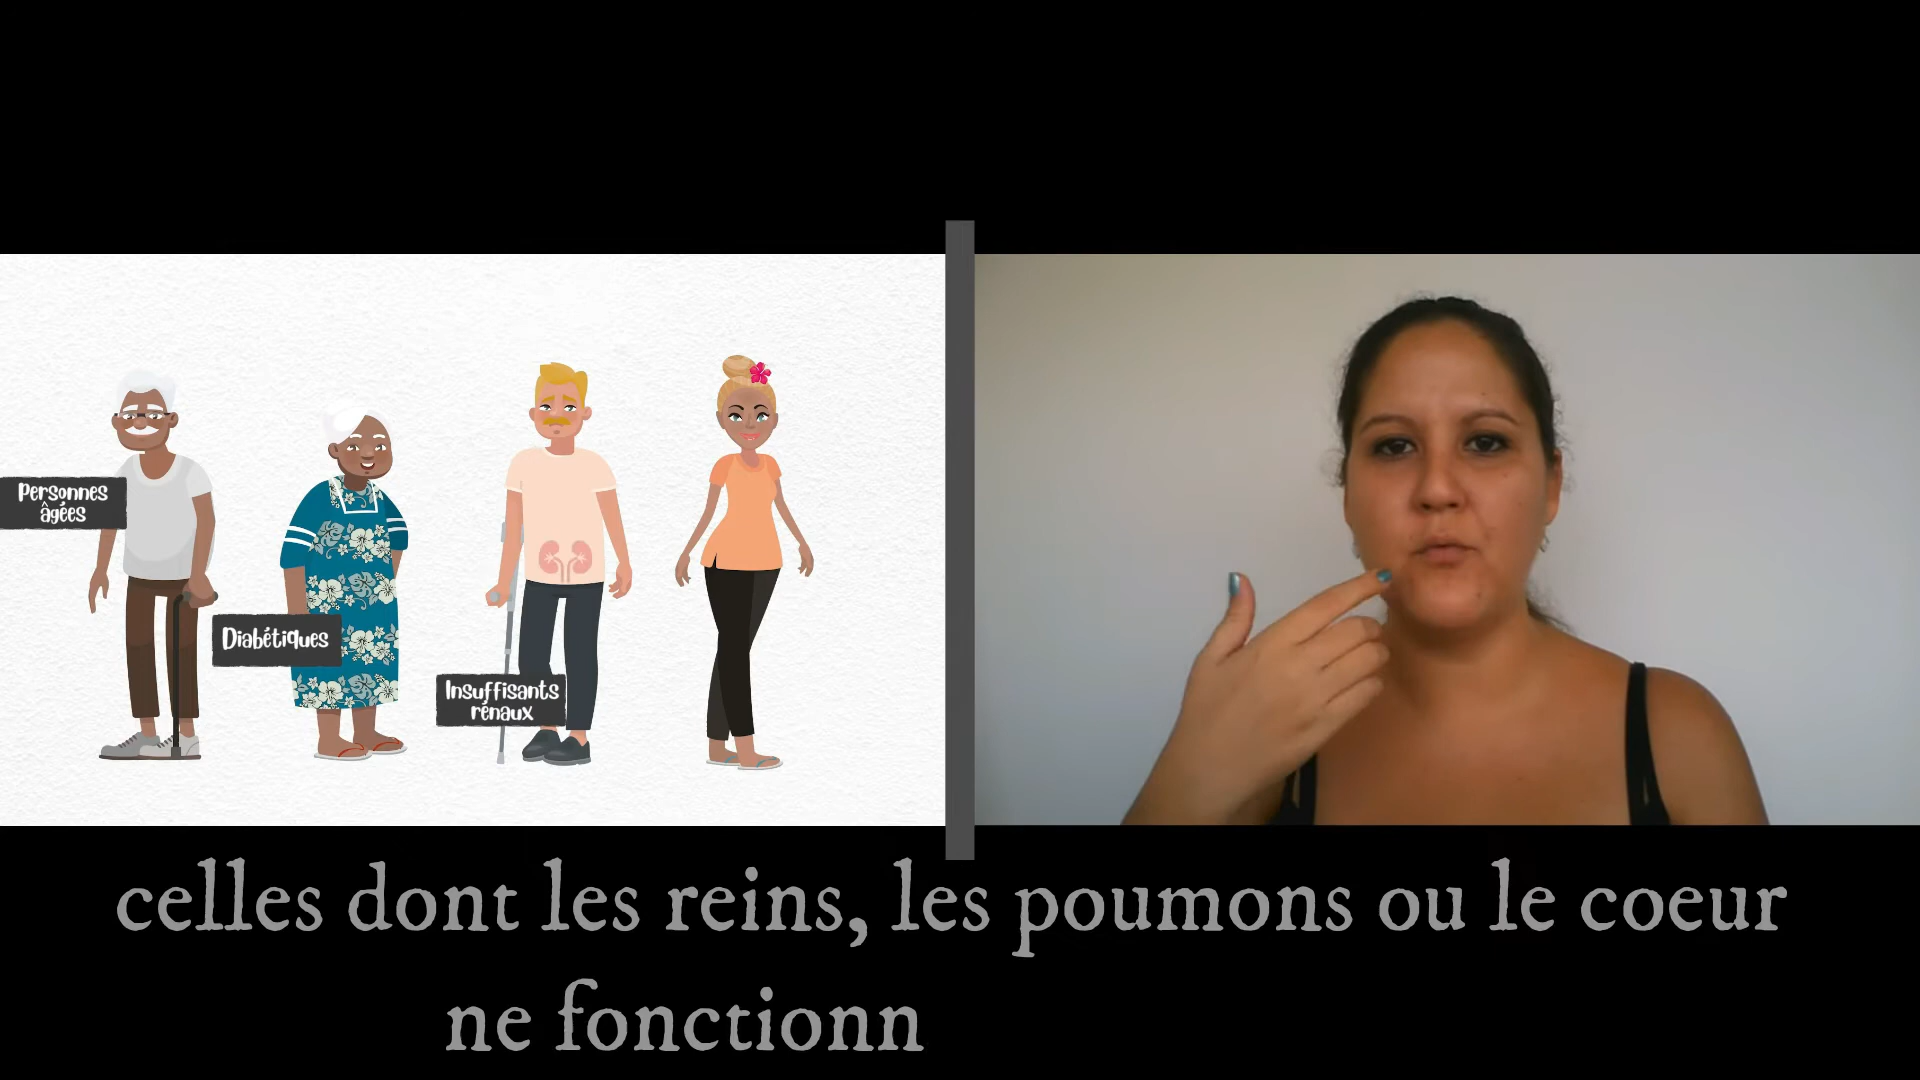 Personnes
âgées
Diabétiques
Insuffisants
rénaux
celles dont les reins, les poumons ou le coeur
ne fonctionn